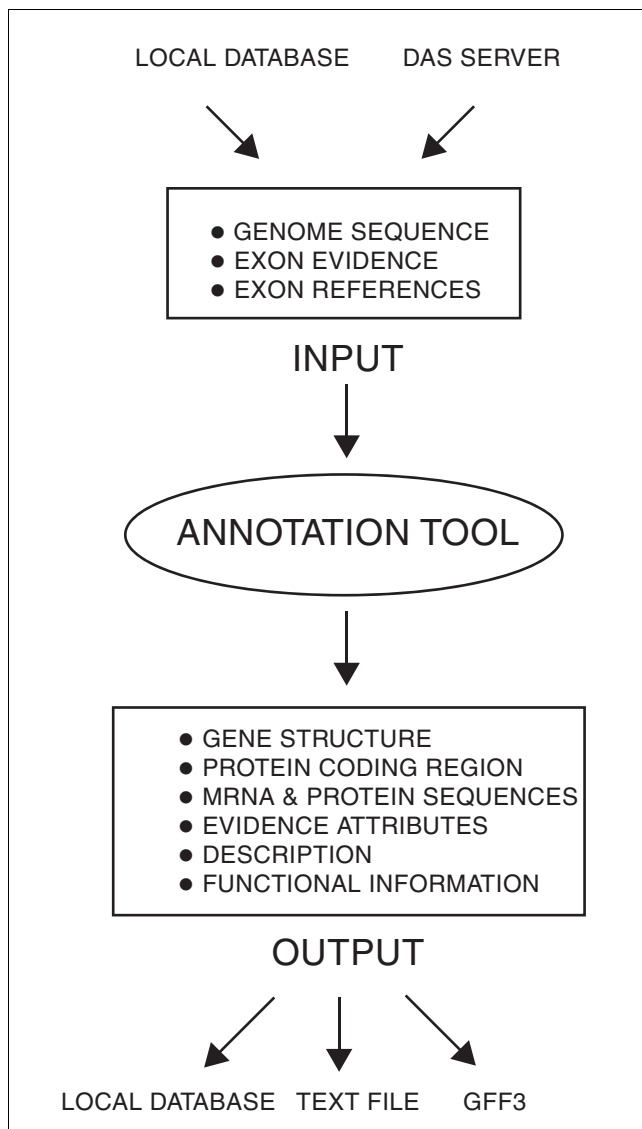 LOCAL DATABASE DAS SERVER
● GENOME SEQUENCE
● EXON EVIDENCE
● EXON REFERENCES
INPUT
ANNOTATION TOOL
● GENE STRUCTURE
● PROTEIN CODING REGION
● MRNA & PROTEIN SEQUENCES
● EVIDENCE ATTRIBUTES
● DESCRIPTION
● FUNCTIONAL INFORMATION
OUTPUT
LOCAL DATABASE TEXT FILE GFF3